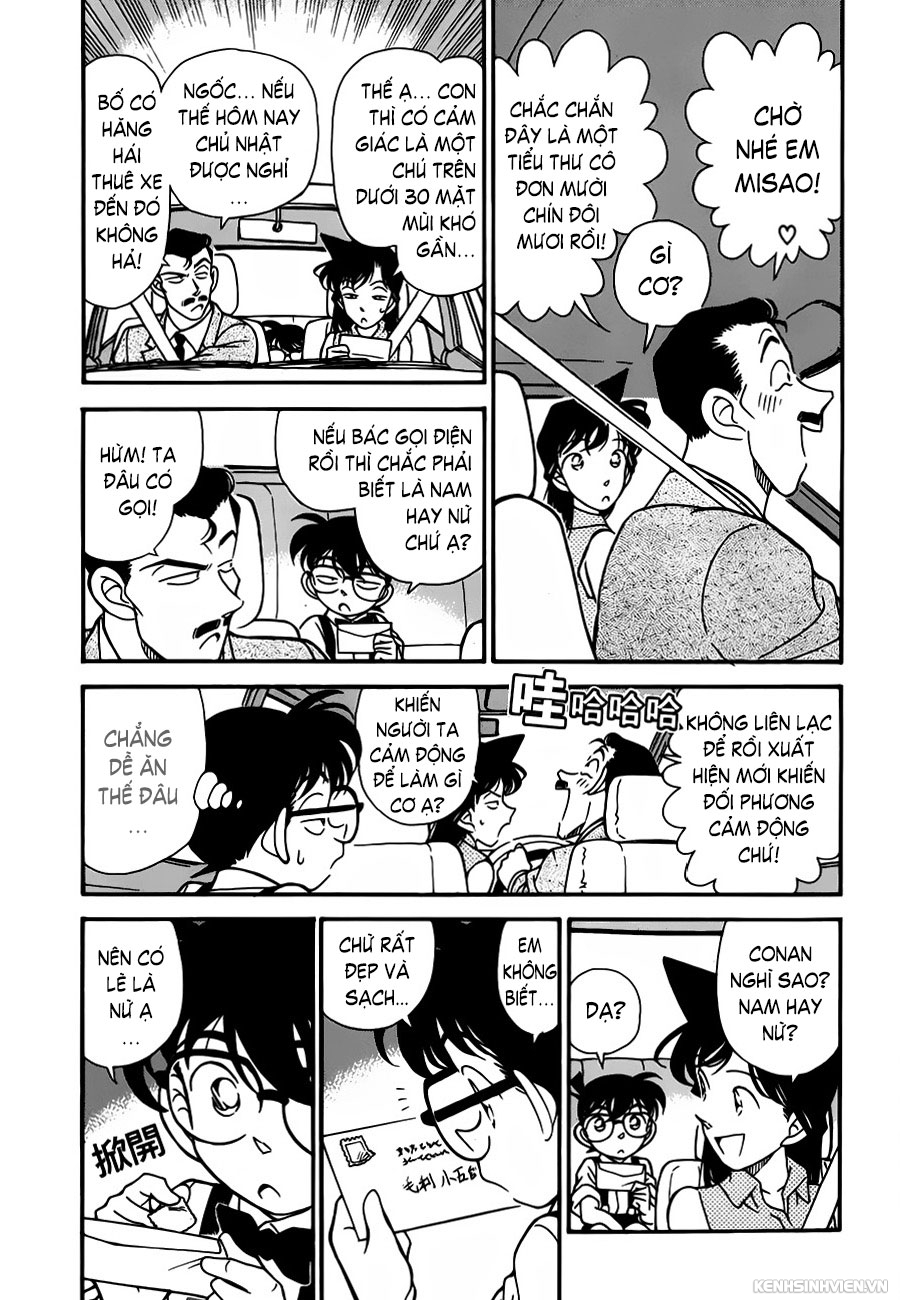 CHỜ
NHÉ EM
MISAO!
♡
CHẮC CHẮN
ĐÂY LÀ MỘT
TIỂU THƯ CÔ
ĐƠN MƯỜI
CHÍN ĐÔI
MƯƠI RỒI!
GÌ
CƠ?
THẾ Ạ... CON
THÌ CÓ CẢM
GIÁC LÀ MỘT
CHÚ TRÊN
DƯỚI 30 MẶT
MŨI KHÓ
GẦN...
NGỐC... NẾU
THẾ HÔM NAY
CHỦ NHẬT
ĐƯỢC NGHỈ
...
BỐ CÓ
HĂNG
HÁI
THUÊ XE
ĐẾN ĐÓ
KHÔNG
HẢ!
NẾU BÁC GỌI ĐIỆN
RỒI THÌ CHẮC PHẢI
BIẾT LÀ NAM
HAY NỮ
CHỨ Ạ?
HỪM! TA
ĐÂU CÓ
GỌI!
KHÔNG LIÊN LẠC
ĐỂ RỒI XUẤT
HIỆN MỚI KHIẾN
ĐỐI PHƯƠNG
CẢM ĐỘNG
CHỨ!
哇哈哈哈
KHIẾN
NGƯỜI TA
CẢM ĐỘNG
ĐỂ LÀM GÌ
CƠ Ạ?
CHẲNG
DỀ ĂN
THẾ ĐÂU
...
CONAN
NGHĨ SAO?
NAM HAY
NỮ?
DẠ?
EM
KHÔNG
BIẾT...
CHỮ RẤT
ĐẸP VÀ
SẠCH...
毛利 小五郎
NÊN CÓ
LẼ LÀ
NỮ Ạ
...
掀開
KENHSINHVIEN.VN